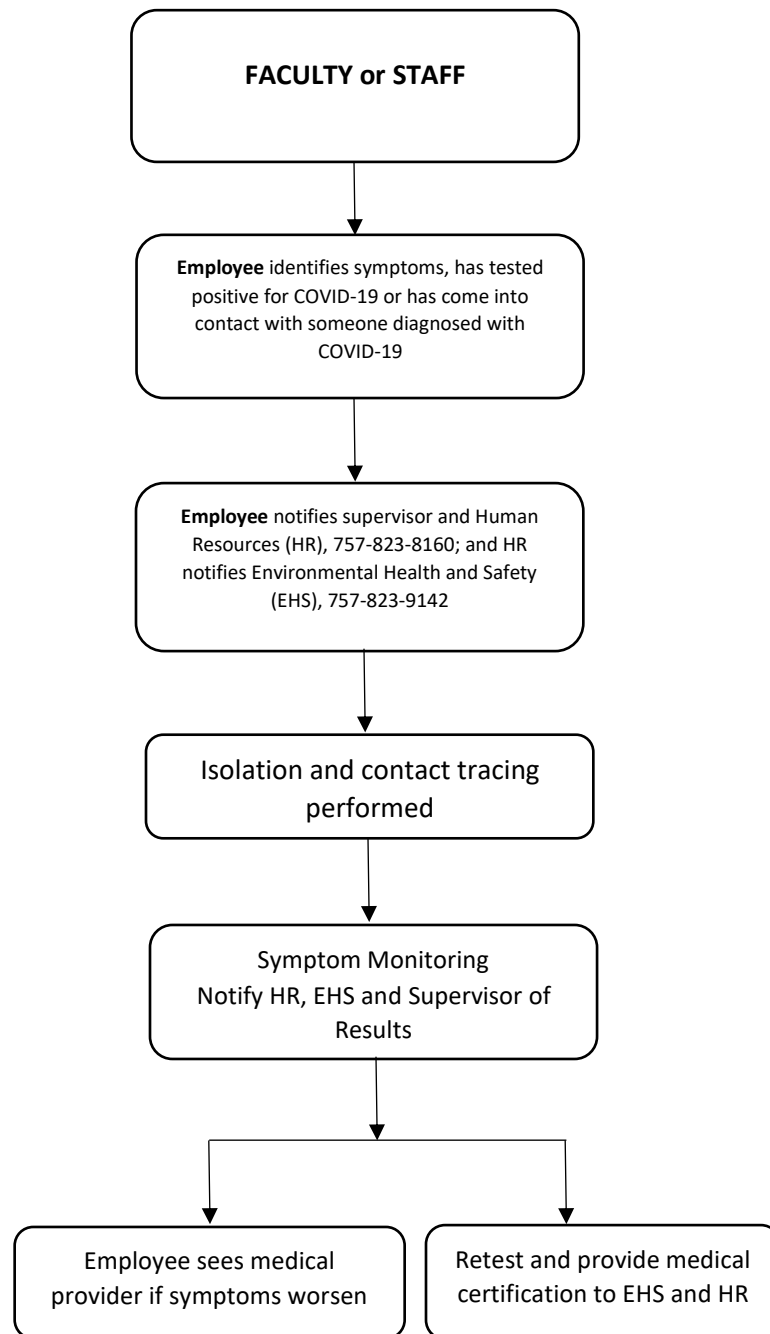 FACULTY or STAFF
Employee identifies symptoms, has tested
positive for COVID-19 or has come into
contact with someone diagnosed with
COVID-19
Employee notifies supervisor and Human
Resources (HR), 757-823-8160; and HR
notifies Environmental Health and Safety
(EHS), 757-823-9142
Isolation and contact tracing
performed
Symptom Monitoring
Notify HR, EHS and Supervisor of
Results
Employee sees medical
provider if symptoms worsen
Retest and provide medical
certification to EHS and HR